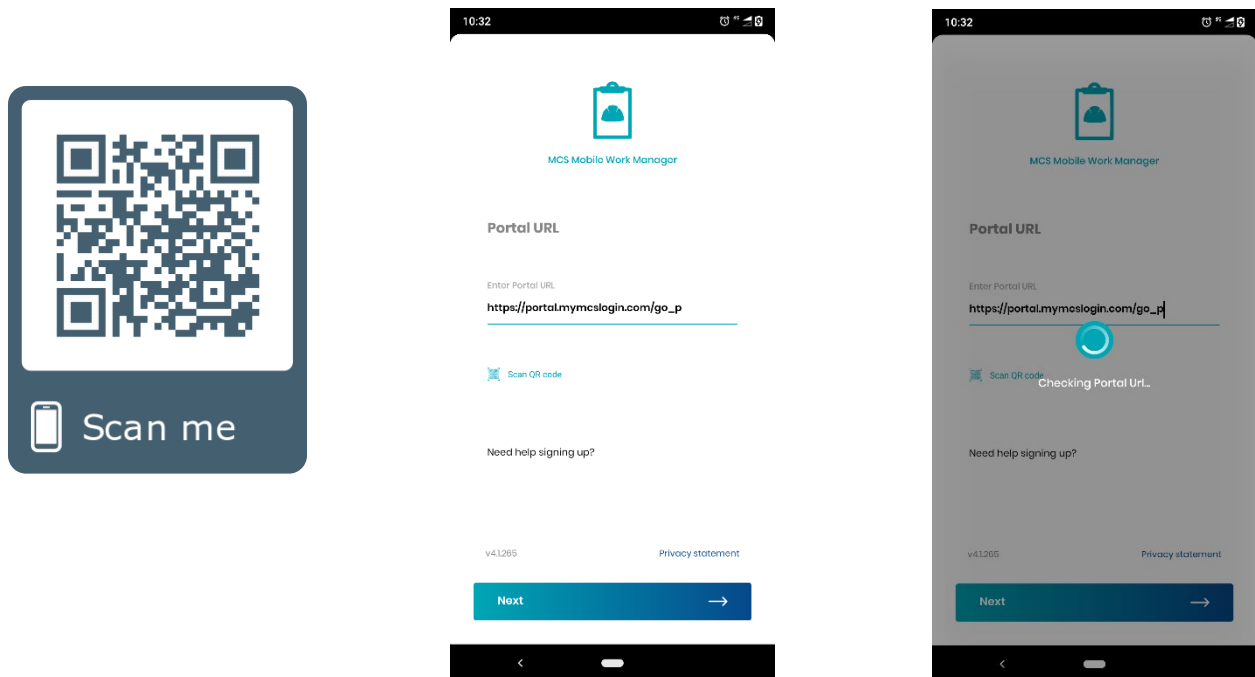 Scan me
10:32
MCS Mobile Work Manager
Portal URL
Enter Portal URL
https://portal.mymcslogin.com/go_p
Scan QR code
Need help signing up?
v4.1.265
Privacy statement
Next
10:32
MCS Mobile Work Manager
Portal URL
Enter Portal URL
https://portal.mymcslogin.com/go_p
Scan QR code
Checking Portal Url...
Need help signing up?
v4.1.265
Privacy statement
Next